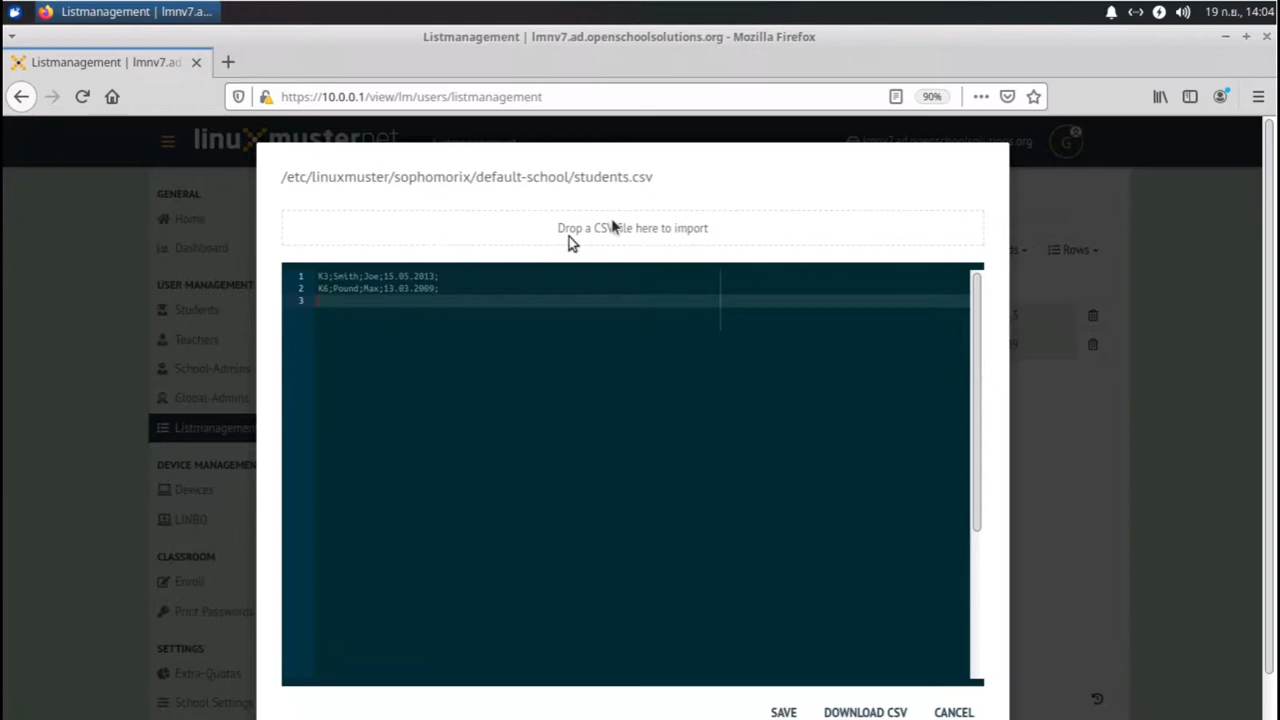 Listmanagement | lmnv7.a...
19 ก.ย., 14:04
Listmanagement | lmnv7.ad.openschoolsolutions.org - Mozilla Firefox
Listmanagement | lmnv7.ad
https://10.0.0.1/view/lm/users/listmanagement
90%
linuxmusternet
openschoolsolutions.org
G
/etc/linuxmuster/sophomorix/default-school/students.csv
Drop a CSV file here to import
GENERAL
Home
Dashboard
USER MANAGEMENT
Students
Teachers
School-Admins
Global-Admins
Listmanagement
DEVICE MANAGEMEN
Devices
LINBO
CLASSROOM
Enroll
Print Passwords
SETTINGS
Extra-Quotas
School Settings
Rows
1 K3;Smith;Joe;15.05.2013;
2 K6;Pound;Max;13.03.2009;
3
SAVE
DOWNLOAD CSV
CANCEL